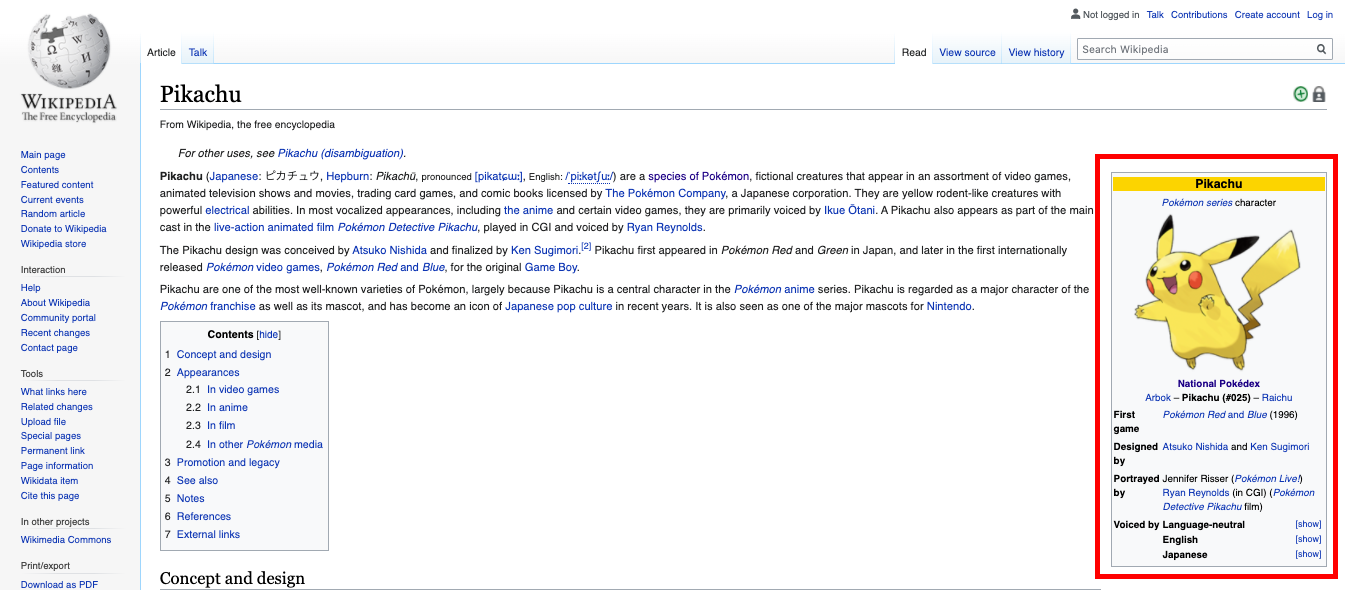 Not logged in Talk Contributions Create account Log in
Article Talk Read View source View history Search Wikipedia
WIKIPEDIA
The Free Encyclopedia
Main page
Contents
Featured content
Current events
Random article
Donate to Wikipedia
Wikipedia store
Interaction
Help
About Wikipedia
Community portal
Recent changes
Contact page
Tools
What links here
Related changes
Upload file
Special pages
Permanent link
Page information
Wikidata item
Cite this page
In other projects
Wikimedia Commons
Print/export
Download as PDF
Pikachu
From Wikipedia, the free encyclopedia
For other uses, see Pikachu (disambiguation).
Pikachu (Japanese: ピカチュウ, Hepburn: Pikachū, pronounced [pikatɕɯː], English: /ˈpiːkətʃuː/) are a species of Pokémon, fictional creatures that appear in an assortment of video games,
animated television shows and movies, trading card games, and comic books licensed by The Pokémon Company, a Japanese corporation. They are yellow rodent-like creatures with
powerful electrical abilities. In most vocalized appearances, including the anime and certain video games, they are primarily voiced by Ikue Ōtani. A Pikachu also appears as part of the main
cast in the live-action animated film Pokémon Detective Pikachu, played in CGI and voiced by Ryan Reynolds.
The Pikachu design was conceived by Atsuko Nishida and finalized by Ken Sugimori.[2] Pikachu first appeared in Pokémon Red and Green in Japan, and later in the first internationally
released Pokémon video games, Pokémon Red and Blue, for the original Game Boy.
Pikachu are one of the most well-known varieties of Pokémon, largely because Pikachu is a central character in the Pokémon anime series. Pikachu is regarded as a major character of the
Pokémon franchise as well as its mascot, and has become an icon of Japanese pop culture in recent years. It is also seen as one of the major mascots for Nintendo.
Contents [hide]
1 Concept and design
2 Appearances
2.1 In video games
2.2 In anime
2.3 In film
2.4 In other Pokémon media
3 Promotion and legacy
4 See also
5 Notes
6 References
7 External links
Concept and design
Pikachu
Pokémon series character
National Pokédex
Arbok – Pikachu (#025) – Raichu
First Pokémon Red and Blue (1996)
game
Designed Atsuko Nishida and Ken Sugimori
by
Portrayed Jennifer Risser (Pokémon Live!)
by Ryan Reynolds (in CGI) (Pokémon
Detective Pikachu film)
Voiced by Language-neutral [show]
English [show]
Japanese [show]